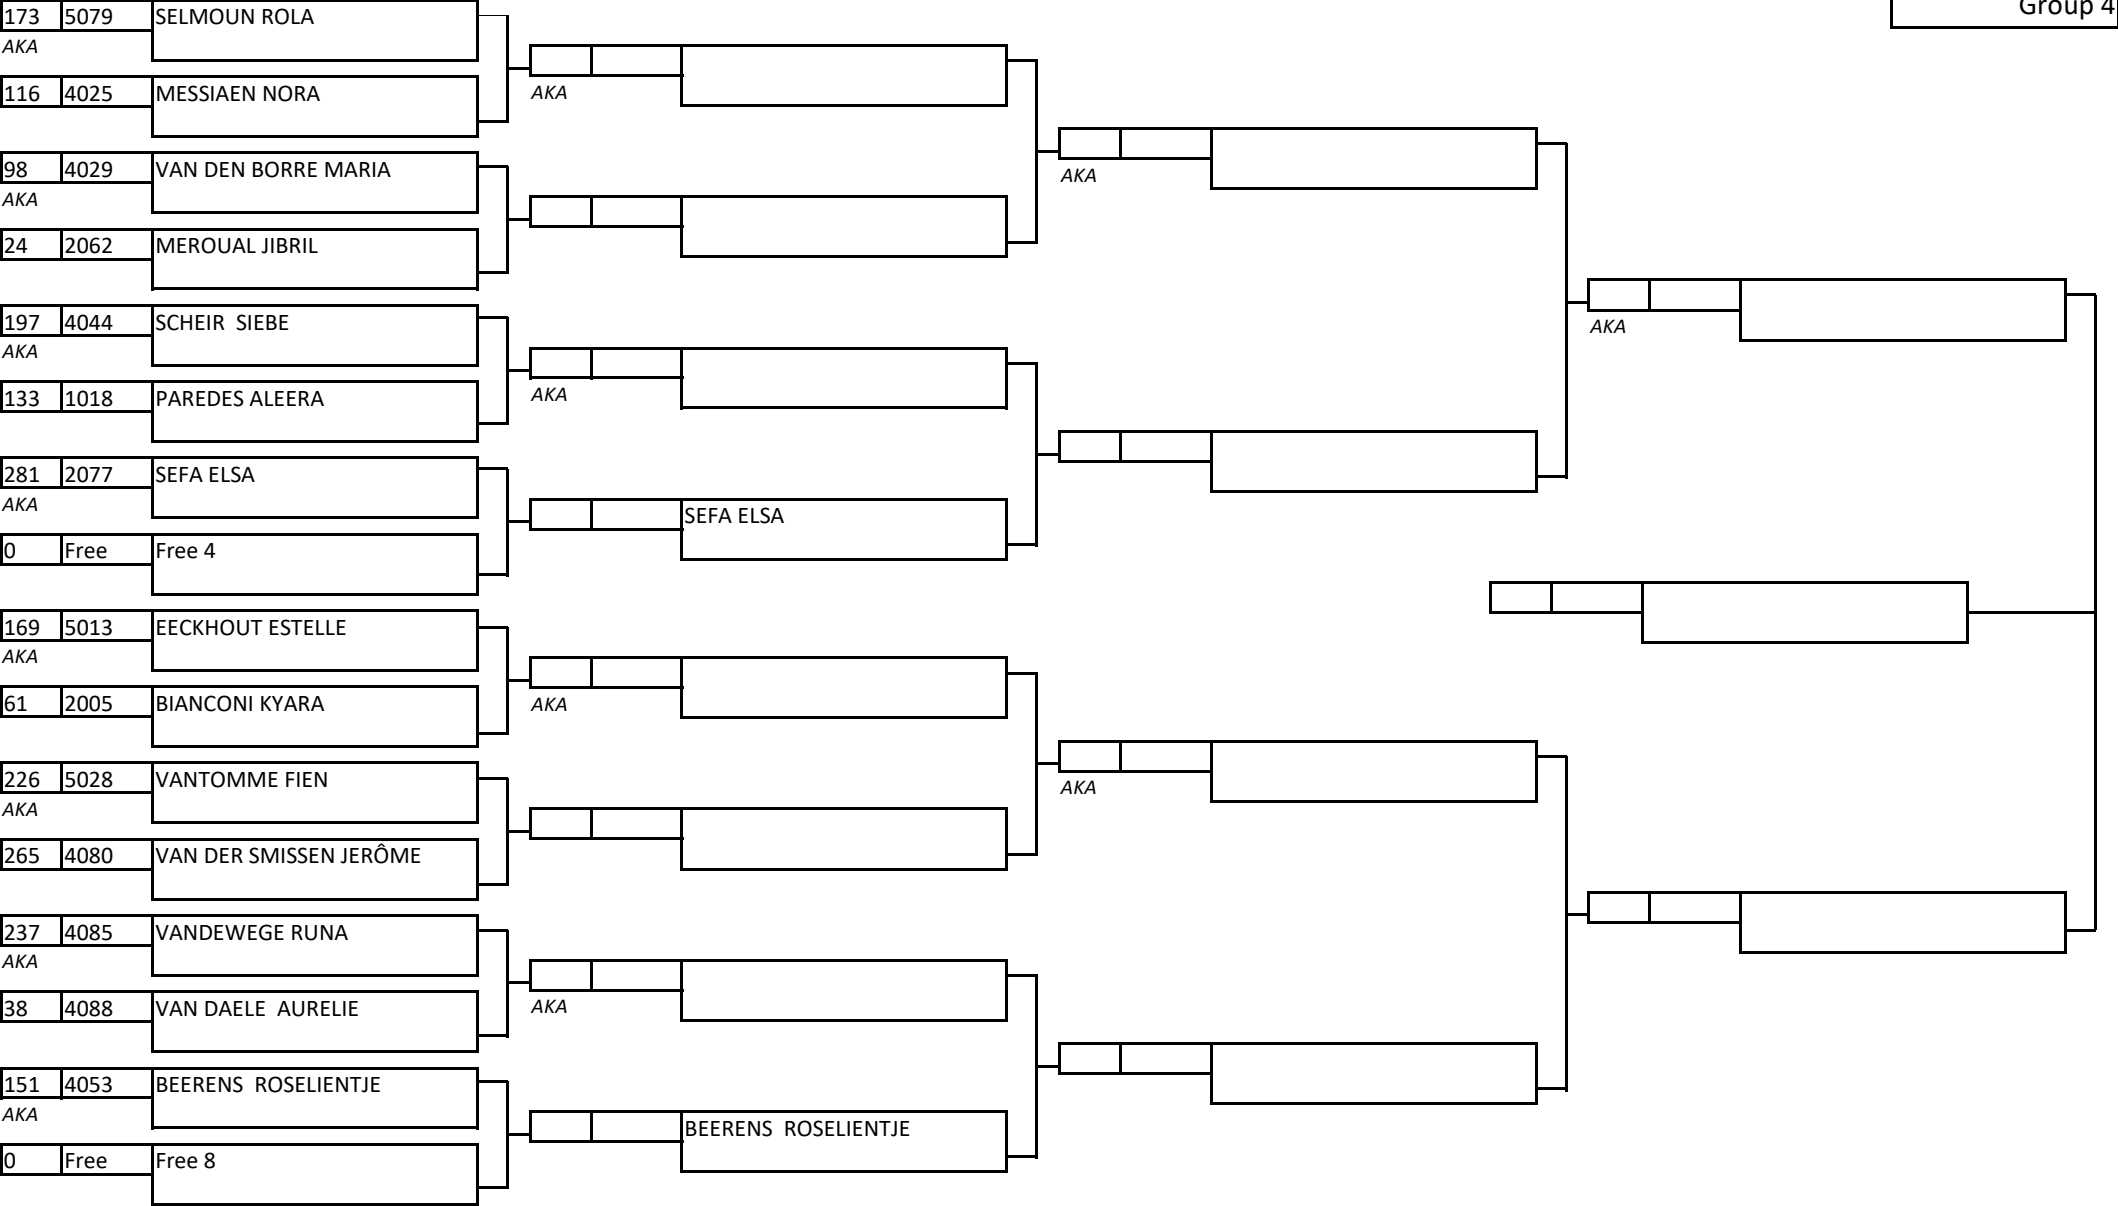 Group 4
173 5079 SELMOUN ROLA
AKA
AKA
116 4025 MESSIAEN NORA
98 4029 VAN DEN BORRE MARIA
AKA
AKA
24 2062 MEROUAL JIBRIL
197 4044 SCHEIR  SIEBE
AKA
AKA
133 1018 PAREDES ALEERA
AKA
281 2077 SEFA ELSA
AKA
SEFA ELSA
0 Free Free 4
169 5013 EECKHOUT ESTELLE
AKA
61 2005 BIANCONI KYARA
AKA
226 5028 VANTOMME FIEN
AKA
AKA
265 4080 VAN DER SMISSEN JERÔME
237 4085 VANDEWEGE RUNA
AKA
38 4088 VAN DAELE  AURELIE
AKA
151 4053 BEERENS  ROSELIENTJE
AKA
BEERENS  ROSELIENTJE
0 Free Free 8